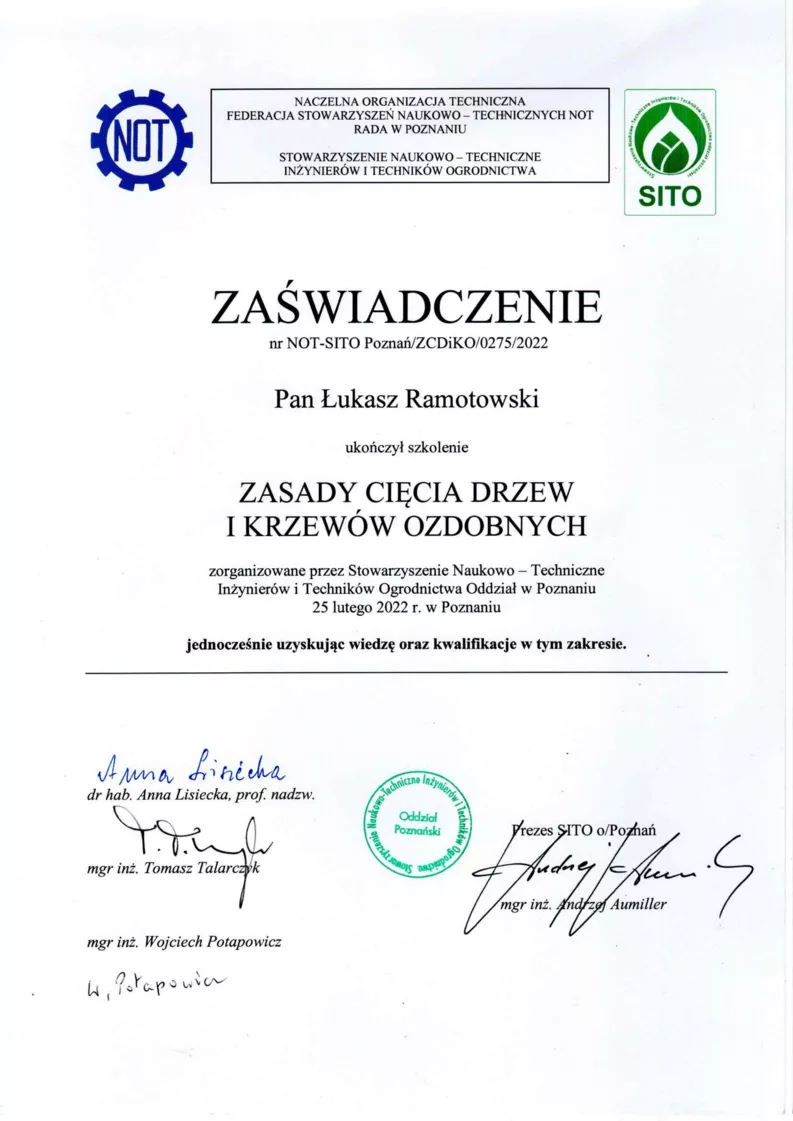 NOT
NACZELNA ORGANIZACJA TECHNICZNA
FEDERACJA STOWARZYSZEŃ NAUKOWO – TECHNICZNYCH NOT
RADA W POZNANIU
STOWARZYSZENIE NAUKOWO – TECHNICZNE
INŻYNIERÓW I TECHNIKÓW OGRODNICTWA
Stowarzyszenie Naukowo-Techniczne Inżynierów i Techników Ogrodnictwa oddział poznański
SITO
ZAŚWIADCZENIE
nr NOT-SITO Poznań/ZCDiKO/0275/2022
Pan Łukasz Ramotowski
ukończył szkolenie
ZASADY CIĘCIA DRZEW
I KRZEWÓW OZDOBNYCH
zorganizowane przez Stowarzyszenie Naukowo – Techniczne
Inżynierów i Techników Ogrodnictwa Oddział w Poznaniu
25 lutego 2022 r. w Poznaniu
jednocześnie uzyskując wiedzę oraz kwalifikacje w tym zakresie.
Anna Lisiecka
dr hab. Anna Lisiecka, prof. nadzw.
mgr inż. Tomasz Talarczyk
mgr inż. Wojciech Potapowicz
W. Potapowicz
Stowarzyszenie Naukowo-Techniczne Inżynierów i Techników Ogrodnictwa
Oddział
Poznański
Prezes SITO o/Poznań
Andrzej Aumiller
mgr inż. Andrzej Aumiller